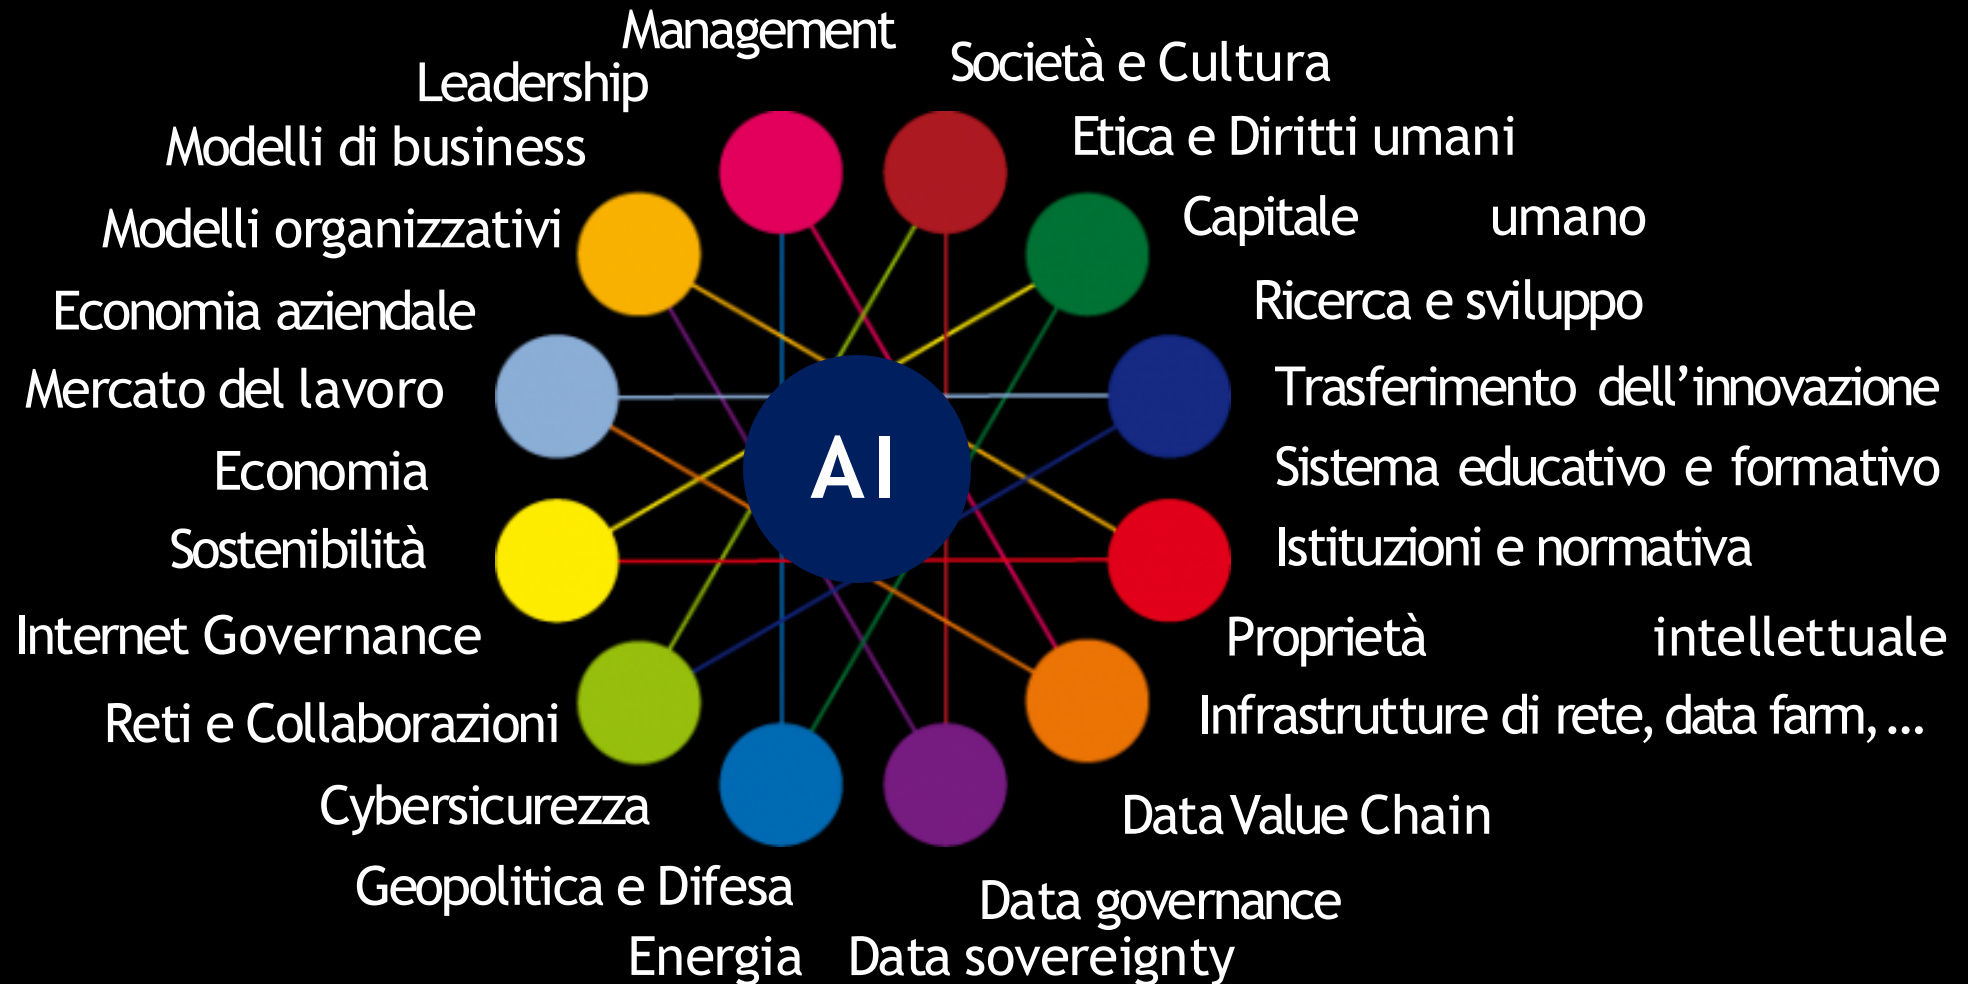 Management
Società e Cultura
Leadership
Etica e Diritti umani
Modelli di business
Capitale umano
Modelli organizzativi
Ricerca e sviluppo
Economia aziendale
Trasferimento dell’innovazione
Mercato del lavoro
AI
Sistema educativo e formativo
Economia
Istituzioni e normativa
Sostenibilità
Proprietà intellettuale
Internet Governance
Infrastrutture di rete, data farm, ...
Reti e Collaborazioni
Cybersicurezza
Data Value Chain
Geopolitica e Difesa
Data governance
Energia
Data sovereignty